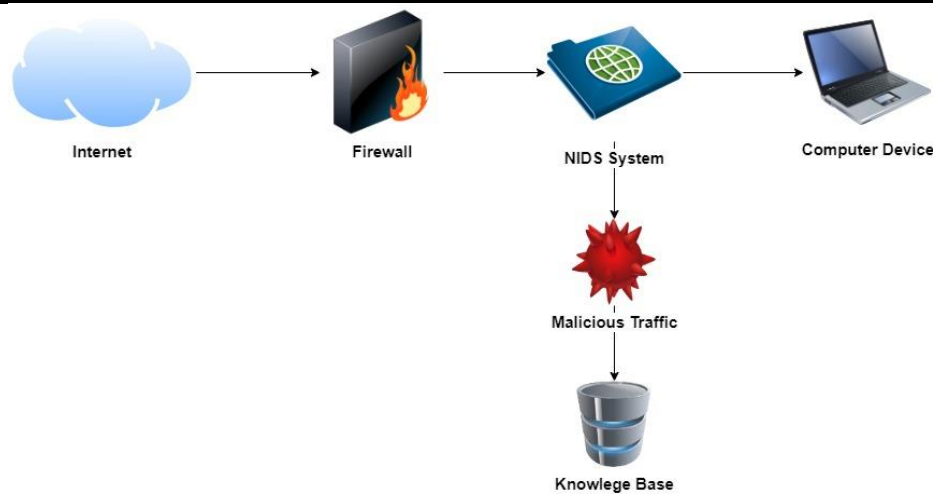 Internet
Firewall
NIDS System
Computer Device
Malicious Traffic
Knowlege Base